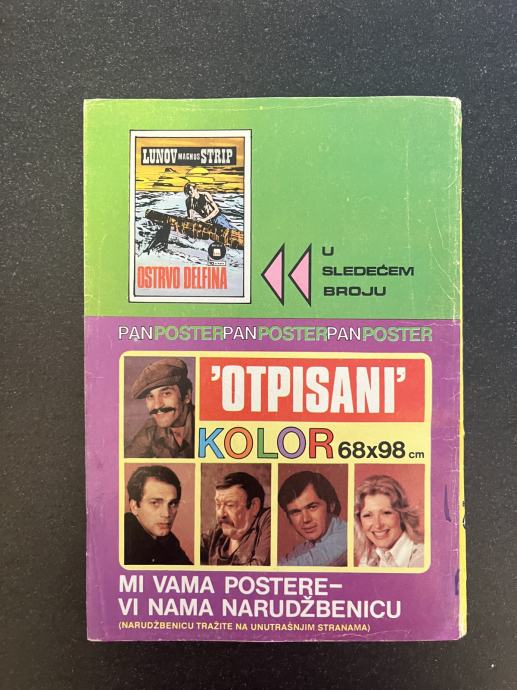 LUNOV MAGNUS STRIP
OSTRVO DELFINA
U
SLEDEĆEM
BROJU
PANPOSTERPANPOSTERPANPOSTER
'OTPISANI'
KOLOR 68x98 cm
MI VAMA POSTERE–
VI NAMA NARUDŽBENICU
(NARUDŽBENICU TRAŽITE NA UNUTRAŠNJIM STRANAMA)